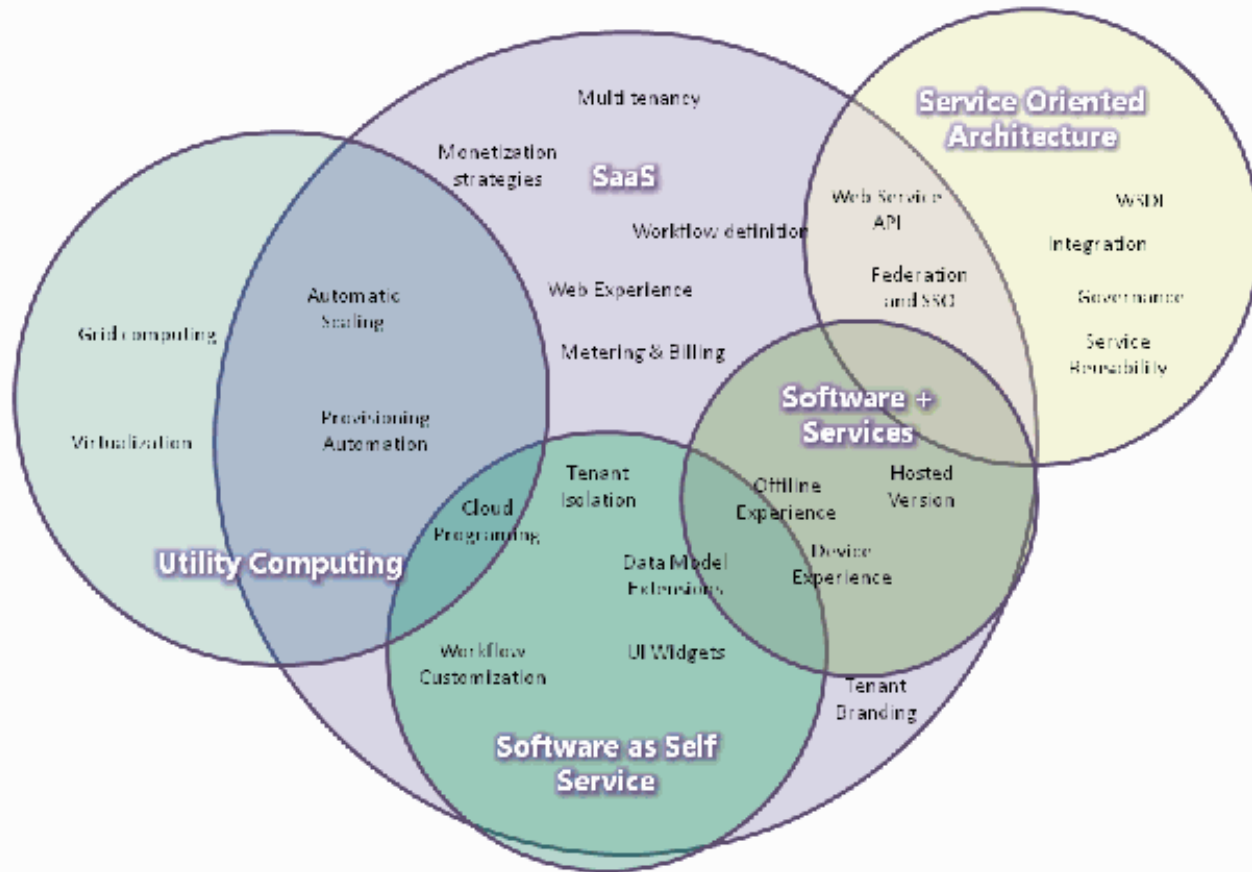 Multi tenancy
Service Oriented
Architecture
Monetization
strategies
SaaS
Web Service
API
WSDL
Workflow definition
Integration
Federation
and SSO
Automatic
Scaling
Web Experience
Governance
Grid computing
Metering & Billing
Service
Reusability
Software +
Services
Provisioning
Automation
Virtualization
Tenant
Isolation
Offiline
Experience
Hosted
Version
Cloud
Programing
Utility Computing
Data Model
Extensions
Device
Experience
Workflow
Customization
UI Widgets
Tenant
Branding
Software as Self
Service